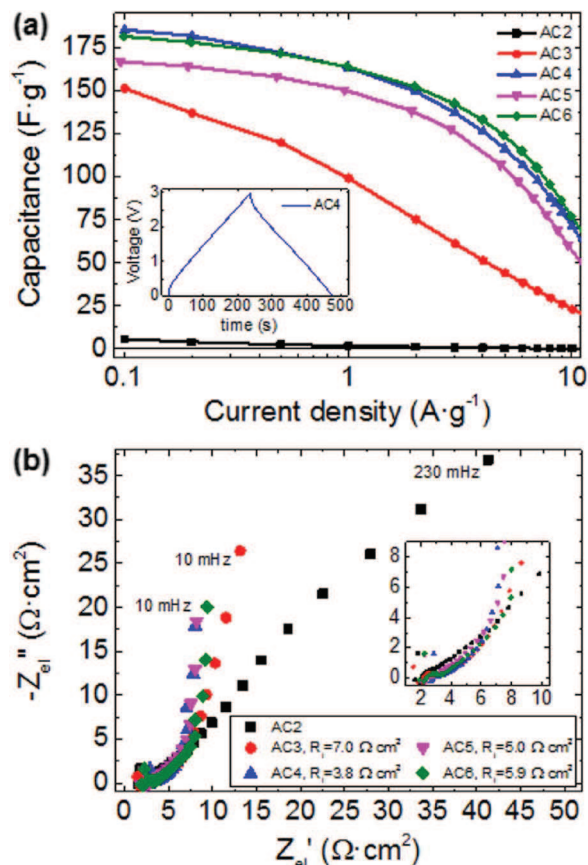 (a)
175
150
125
100
75
50
25
0
Capacitance (F·g⁻¹)
AC2
AC3
AC4
AC5
AC6
3
2
1
0
Voltage (V)
AC4
0 100 200 300 400 500
time (s)
0.1 1 10
Current density (A·g⁻¹)
(b)
35
30
25
20
15
10
5
0
-Z_el'' (Ω·cm²)
230 mHz
10 mHz
10 mHz
8
6
4
2
0
2 4 6 8 10
AC2
AC3, R_i=7.0 Ω cm² AC5, R_i=5.0 Ω cm²
AC4, R_i=3.8 Ω cm² AC6, R_i=5.9 Ω cm²
0 5 10 15 20 25 30 35 40 45 50
Z_el' (Ω·cm²)